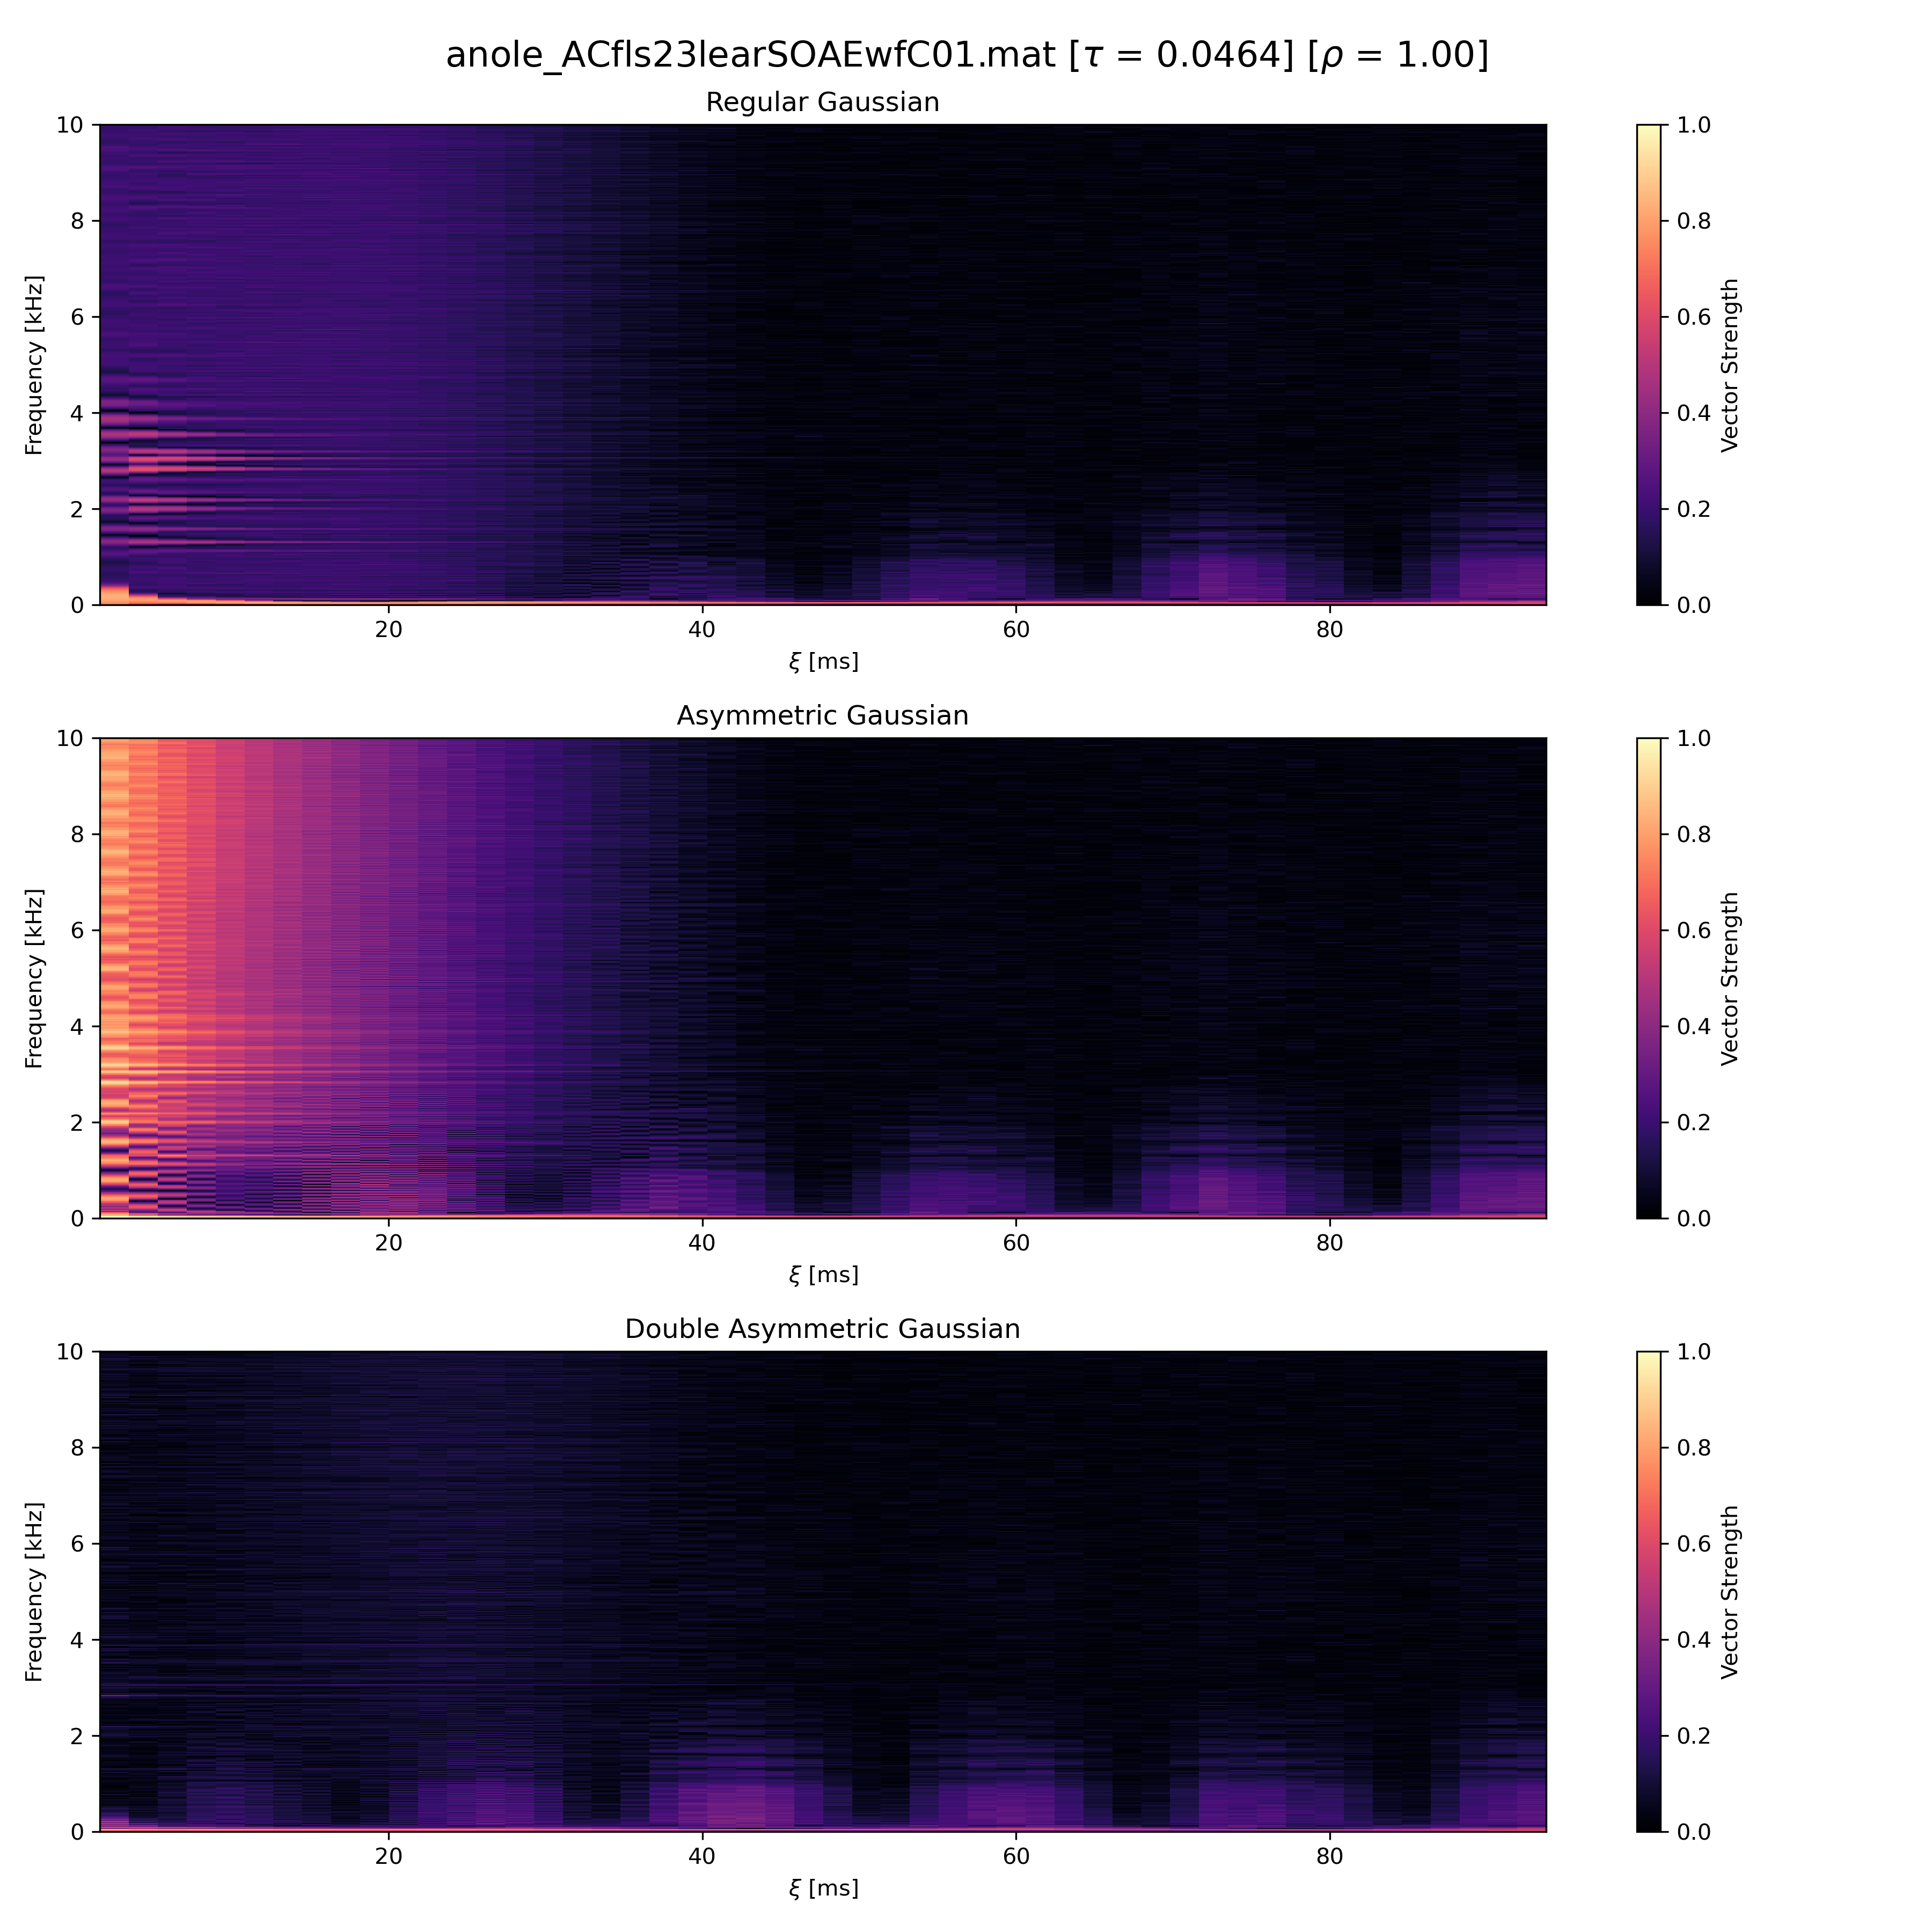 anole_ACfls23learSOAEwfC01.mat [τ = 0.0464] [ρ = 1.00]
Regular Gaussian
10
8
6
4
2
0
Frequency [kHz]
20 40 60 80
ξ [ms]
1.0
0.8
0.6
0.4
0.2
0.0
Vector Strength
Asymmetric Gaussian
10
8
6
4
2
0
Frequency [kHz]
20 40 60 80
ξ [ms]
1.0
0.8
0.6
0.4
0.2
0.0
Vector Strength
Double Asymmetric Gaussian
10
8
6
4
2
0
Frequency [kHz]
20 40 60 80
ξ [ms]
1.0
0.8
0.6
0.4
0.2
0.0
Vector Strength